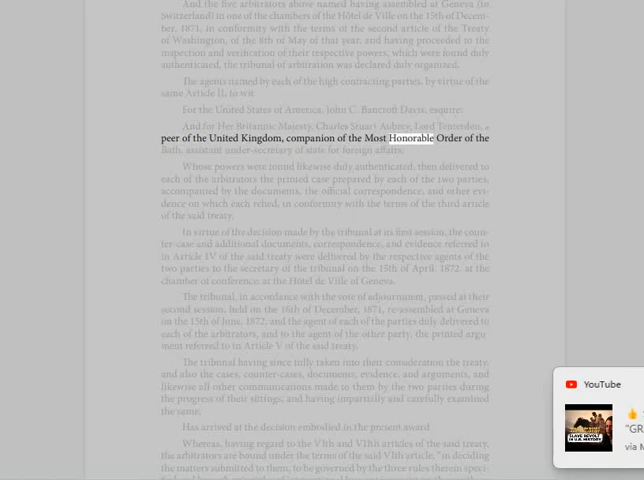 And the five arbitrators above named having assembled at Geneva (in
Switzerland) in one of the chambers of the Hôtel de Ville on the 15th of Decem-
ber, 1871, in conformity with the terms of the second article of the Treaty
of Washington, of the 8th of May of that year, and having proceeded to the
inspection and verification of their respective powers, which were found duly
authenticated, the tribunal of arbitration was declared duly organized.
The agents named by each of the high contracting parties, by virtue of the
same Article II, to wit
For the United States of America, John C. Bancroft Davis, esquire;
And for Her Britannic Majesty, Charles Stuart Aubrey, Lord Tenterden, a
peer of the United Kingdom, companion of the Most Honorable Order of the
Bath, assistant under-secretary of state for foreign affairs,
Whose powers were found likewise duly authenticated, then delivered to
each of the arbitrators the printed case prepared by each of the two parties,
accompanied by the documents, the official correspondence, and other evi-
dence on which each relied, in conformity with the terms of the third article
of the said treaty.
In virtue of the decision made by the tribunal at its first session, the coun-
ter-case and additional documents, correspondence, and evidence referred to
in Article IV of the said treaty were delivered by the respective agents of the
two parties to the secretary of the tribunal on the 15th of April, 1872, at the
chamber of conference, at the Hôtel de Ville of Geneva.
The tribunal, in accordance with the vote of adjournment, passed at their
second session, held on the 16th of December, 1871, re-assembled at Geneva
on the 15th of June, 1872; and the agent of each of the parties duly delivered to
each of the arbitrators, and to the agent of the other party, the printed argu-
ment referred to in Article V of the said treaty.
The tribunal having since fully taken into their consideration the treaty,
and also the cases, counter-cases, documents, evidence, and arguments, and
likewise all other communications made to them by the two parties during
the progress of their sittings, and having impartially and carefully examined
the same,
Has arrived at the decision embodied in the present award
Whereas, having regard to the VIth and VIIth articles of the said treaty,
the arbitrators are bound under the terms of the said VIth article, "in deciding
the matters submitted to them, to be governed by the three rules therein speci-
YouTube
SLAVE REVOLT
IN U.S. HISTORY
"GR
via M